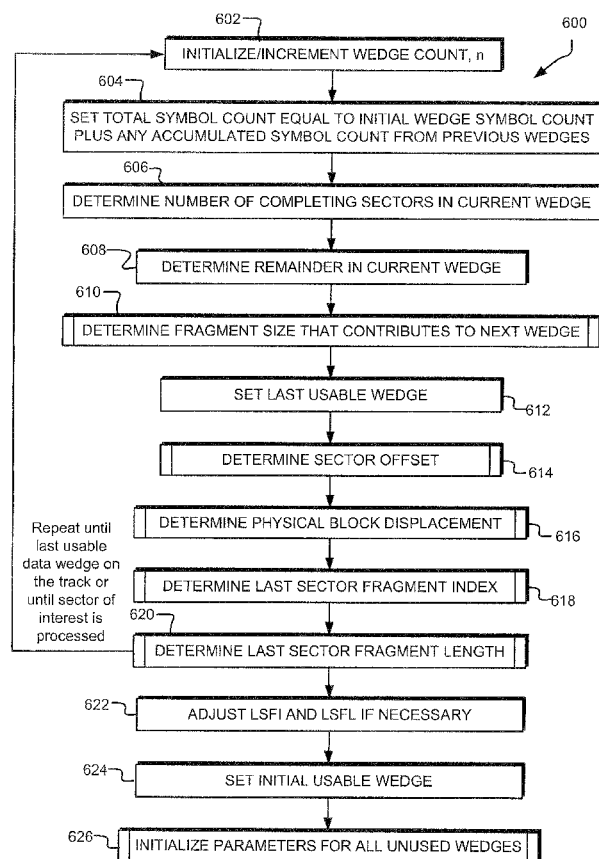 602
600
INITIALIZE/INCREMENT WEDGE COUNT, n
604
SET TOTAL SYMBOL COUNT EQUAL TO INITIAL WEDGE SYMBOL COUNT
PLUS ANY ACCUMULATED SYMBOL COUNT FROM PREVIOUS WEDGES
606
DETERMINE NUMBER OF COMPLETING SECTORS IN CURRENT WEDGE
608
DETERMINE REMAINDER IN CURRENT WEDGE
610
DETERMINE FRAGMENT SIZE THAT CONTRIBUTES TO NEXT WEDGE
SET LAST USABLE WEDGE
612
DETERMINE SECTOR OFFSET
614
DETERMINE PHYSICAL BLOCK DISPLACEMENT
616
DETERMINE LAST SECTOR FRAGMENT INDEX
618
Repeat until
last usable
data wedge on
the track or
until sector of
interest is
processed
620
DETERMINE LAST SECTOR FRAGMENT LENGTH
622
ADJUST LSFI AND LSFL IF NECESSARY
624
SET INITIAL USABLE WEDGE
626
INITIALIZE PARAMETERS FOR ALL UNUSED WEDGES